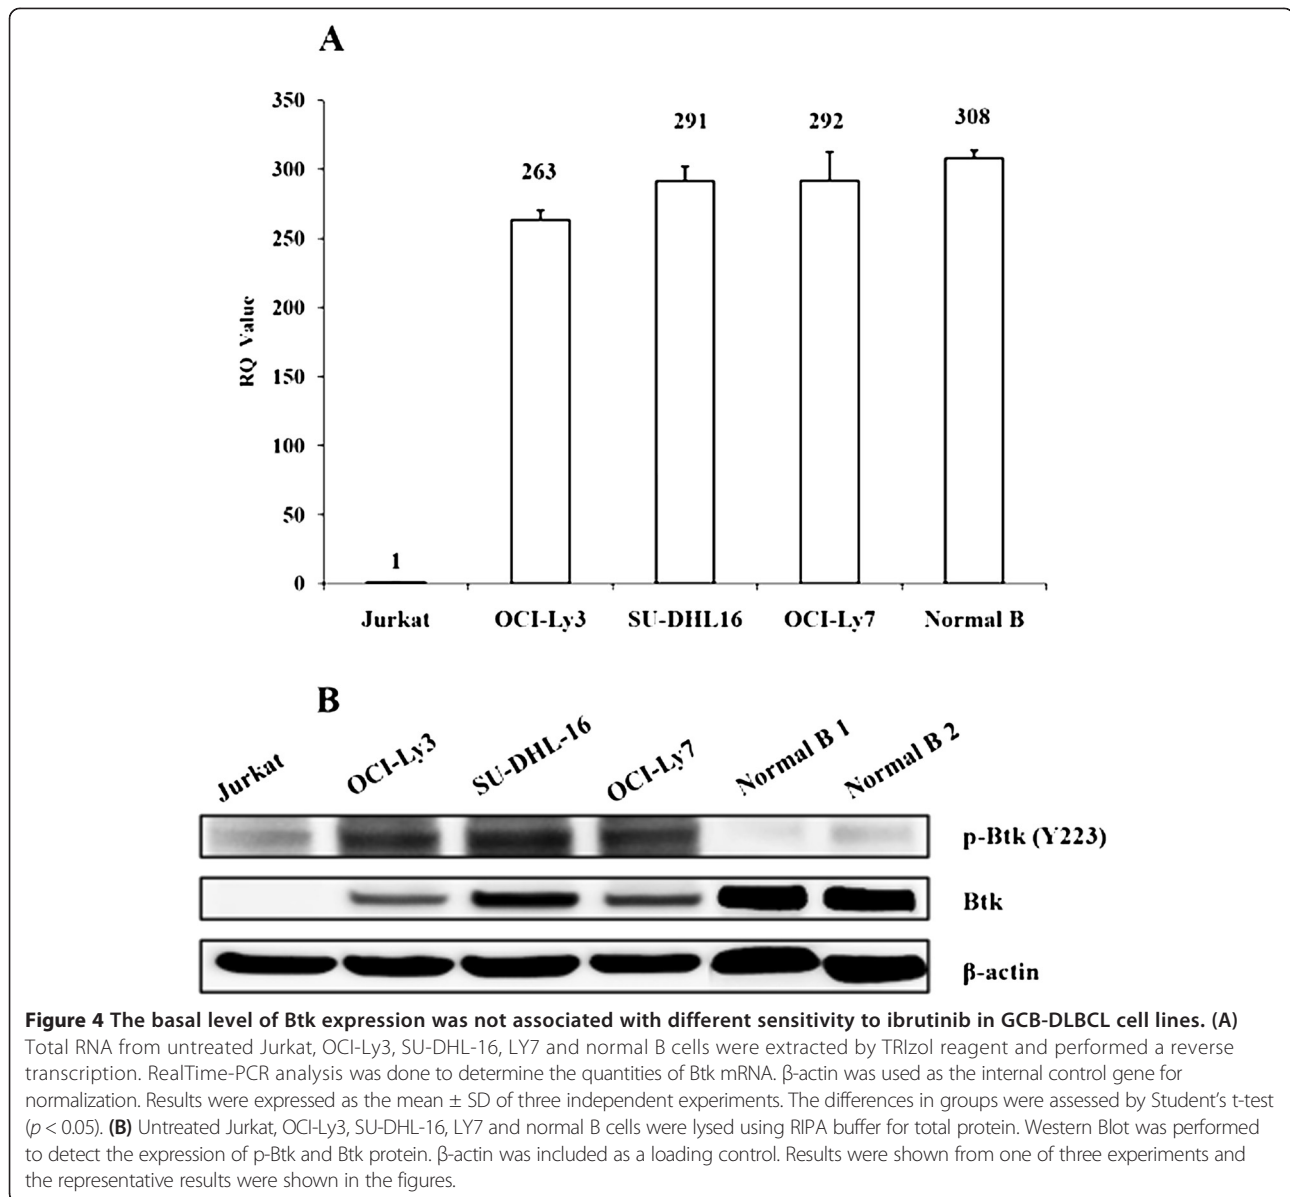 A
350
300
250
200
150
100
50
0
RQ Value
1
263
291
292
308
Jurkat OCI-Ly3 SU-DHL16 OCI-Ly7 Normal B
B
Jurkat OCI-Ly3 SU-DHL-16 OCI-Ly7 Normal B 1 Normal B 2
p-Btk (Y223)
Btk
β-actin
Figure 4 The basal level of Btk expression was not associated with different sensitivity to ibrutinib in GCB-DLBCL cell lines. (A)
Total RNA from untreated Jurkat, OCI-Ly3, SU-DHL-16, LY7 and normal B cells were extracted by TRIzol reagent and performed a reverse
transcription. RealTime-PCR analysis was done to determine the quantities of Btk mRNA. β-actin was used as the internal control gene for
normalization. Results were expressed as the mean ± SD of three independent experiments. The differences in groups were assessed by Student's t-test
(p < 0.05). (B) Untreated Jurkat, OCI-Ly3, SU-DHL-16, LY7 and normal B cells were lysed using RIPA buffer for total protein. Western Blot was performed
to detect the expression of p-Btk and Btk protein. β-actin was included as a loading control. Results were shown from one of three experiments and
the representative results were shown in the figures.